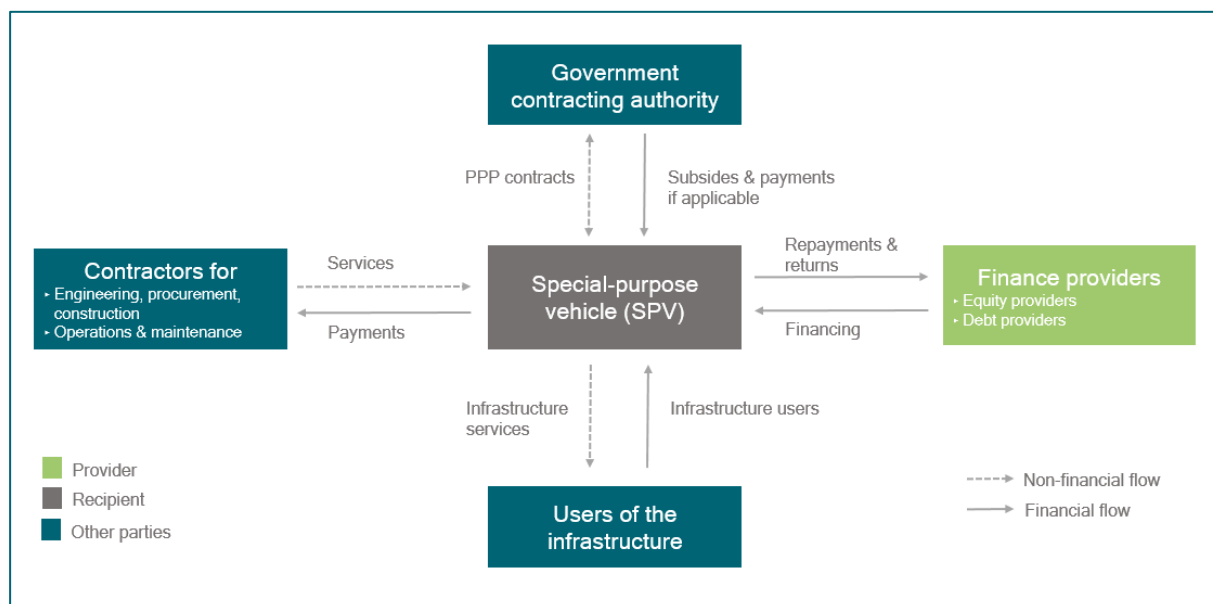 Government
contracting authority
PPP contracts
Subsides & payments
if applicable
Contractors for
‣ Engineering, procurement,
construction
‣ Operations & maintenance
Services
Payments
Special-purpose
vehicle (SPV)
Repayments &
returns
Financing
Finance providers
‣ Equity providers
‣ Debt providers
Infrastructure
services
Infrastructure users
Users of the
infrastructure
Provider
Recipient
Other parties
Non-financial flow
Financial flow